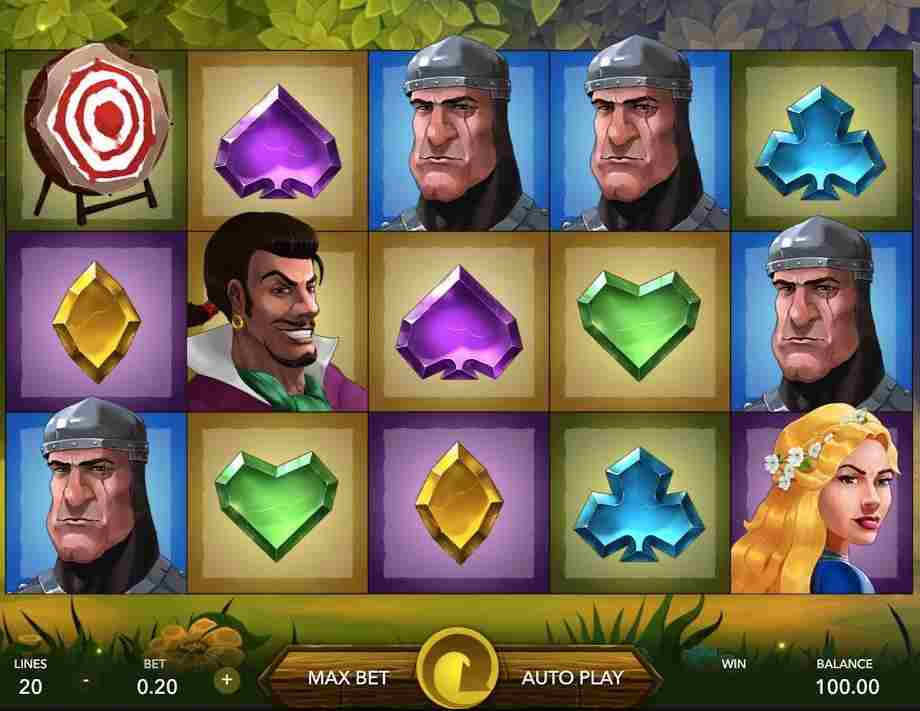 LINES
20
-
BET
0.20
+
MAX BET
AUTO PLAY
WIN
BALANCE
100.00